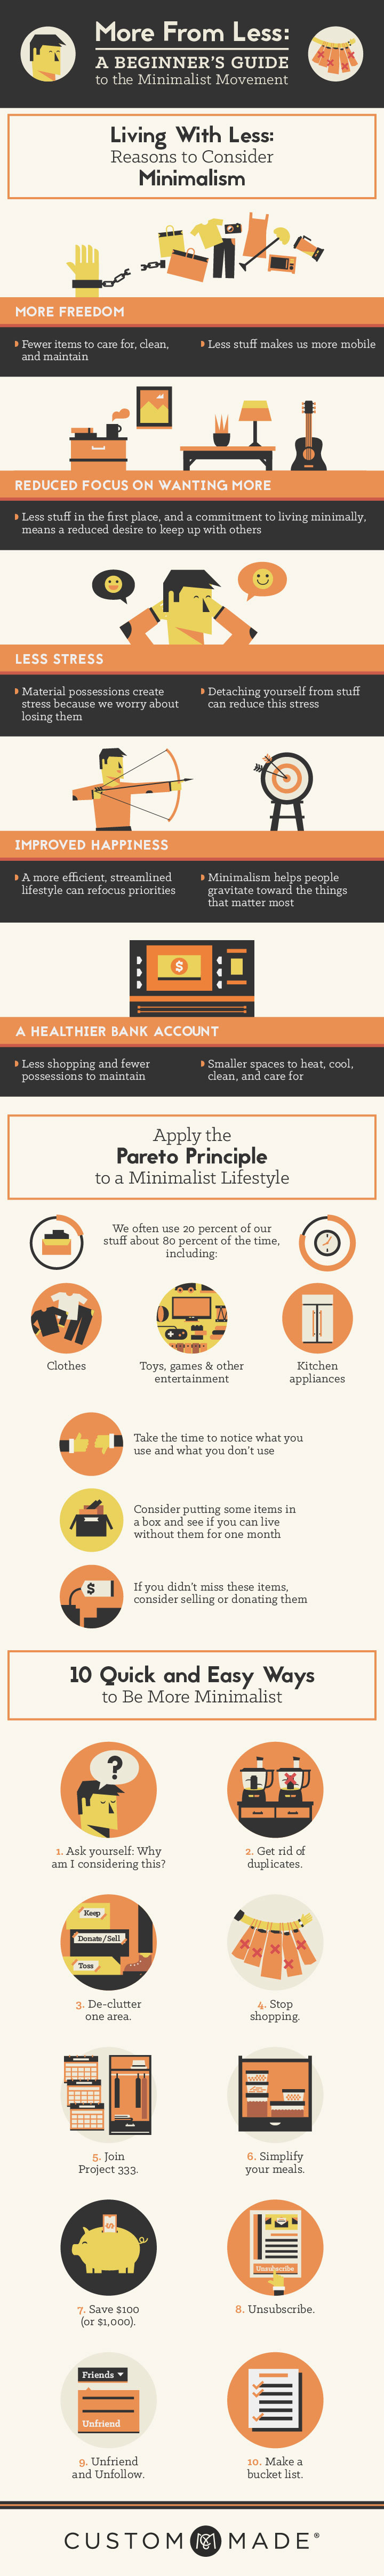 More From Less:
A BEGINNER'S GUIDE
to the Minimalist Movement
Living With Less:
Reasons to Consider
Minimalism
MORE FREEDOM
Fewer items to care for, clean,
and maintain
Less stuff makes us more mobile
REDUCED FOCUS ON WANTING MORE
Less stuff in the first place, and a commitment to living minimally,
means a reduced desire to keep up with others
LESS STRESS
Material possessions create
stress because we worry about
losing them
Detaching yourself from stuff
can reduce this stress
IMPROVED HAPPINESS
A more efficient, streamlined
lifestyle can refocus priorities
Minimalism helps people
gravitate toward the things
that matter most
$
A HEALTHIER BANK ACCOUNT
Less shopping and fewer
possessions to maintain
Smaller spaces to heat, cool,
clean, and care for
Apply the
Pareto Principle
to a Minimalist Lifestyle
We often use 20 percent of our
stuff about 80 percent of the time,
including:
Clothes
Toys, games & other
entertainment
Kitchen
appliances
Take the time to notice what you
use and what you don't use
Consider putting some items in
a box and see if you can live
without them for one month
$
If you didn't miss these items,
consider selling or donating them
10 Quick and Easy Ways
to Be More Minimalist
?
1. Ask yourself: Why
am I considering this?
2. Get rid of
duplicates.
Keep
Donate/Sell
Toss
3. De-clutter
one area.
4. Stop
shopping.
5. Join
Project 333.
6. Simplify
your meals.
$
7. Save $100
(or $1,000).
Unsubscribe
8. Unsubscribe.
Friends
Unfriend
9. Unfriend
and Unfollow.
10. Make a
bucket list.
CUSTOM MADE®